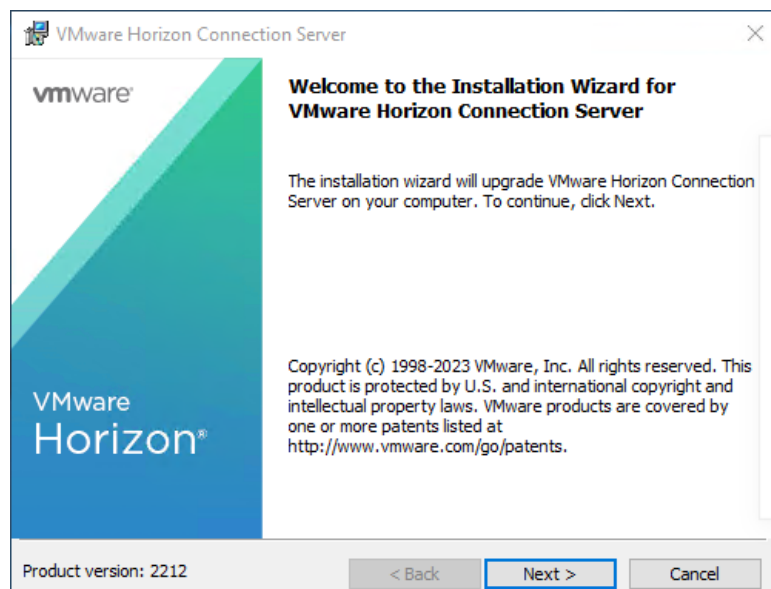 VMware Horizon Connection Server
vmware®
Welcome to the Installation Wizard for
VMware Horizon Connection Server
The installation wizard will upgrade VMware Horizon Connection
Server on your computer. To continue, click Next.
Copyright (c) 1998-2023 VMware, Inc. All rights reserved. This
product is protected by U.S. and international copyright and
intellectual property laws. VMware products are covered by
one or more patents listed at
http://www.vmware.com/go/patents.
VMware
Horizon®
Product version: 2212
< Back
Next >
Cancel